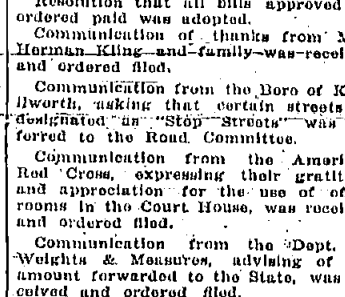 Resolution that all bills approved
ordered paid was adopted.
Communication of thanks from M
Herman Kling and family was recei
and ordered filed.
Communication from the Boro of K
ilworth, asking that certain streets
designated as "Stop Streets" was
ferred to the Road Committee.
Communication from the Ameri
Red Cross, expressing their gratit
and appreciation for the use of of
rooms in the Court House, was recei
and ordered filed.
Communication from the Dept.
Weights & Measures, advising of
amount forwarded to the State, was
ceived and ordered filed.